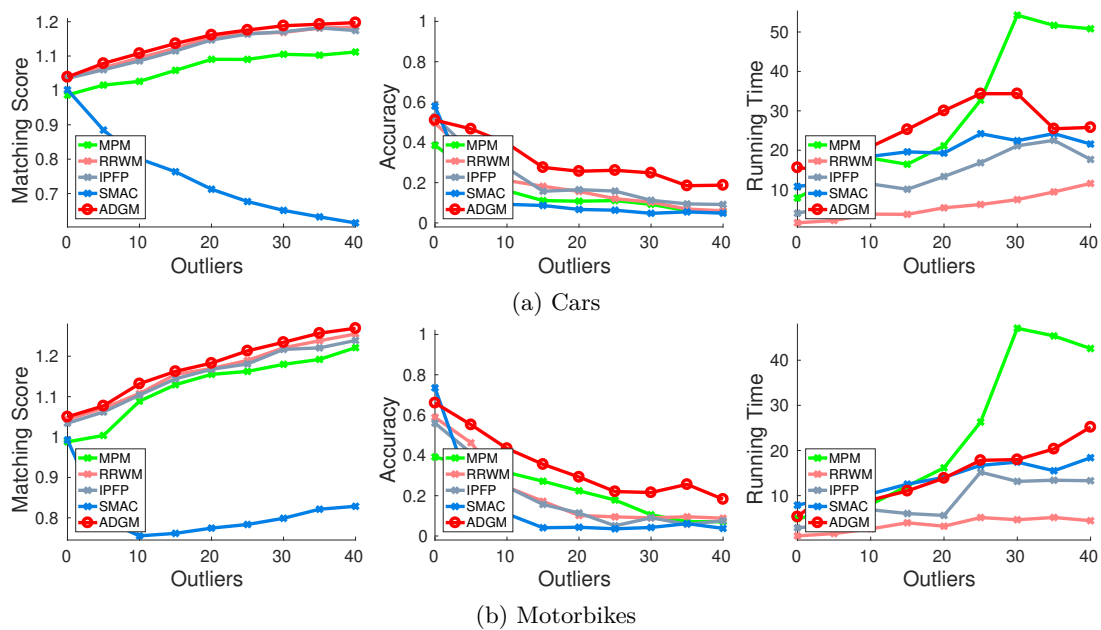 Matching Score
1.2
1.1
1
0.9
0.8
0.7
MPM
RRWM
IPFP
SMAC
ADGM
0 10 20 30 40
Outliers
Accuracy
1
0.8
0.6
0.4
0.2
0
MPM
RRWM
IPFP
SMAC
ADGM
0 10 20 30 40
Outliers
Running Time
50
40
30
20
10
MPM
RRWM
IPFP
SMAC
ADGM
0 10 20 30 40
Outliers
(a) Cars
Matching Score
1.2
1.1
1
0.9
0.8
MPM
RRWM
IPFP
SMAC
ADGM
0 10 20 30 40
Outliers
Accuracy
1
0.8
0.6
0.4
0.2
0
MPM
RRWM
IPFP
SMAC
ADGM
0 10 20 30 40
Outliers
Running Time
40
30
20
10
MPM
RRWM
IPFP
SMAC
ADGM
0 10 20 30 40
Outliers
(b) Motorbikes